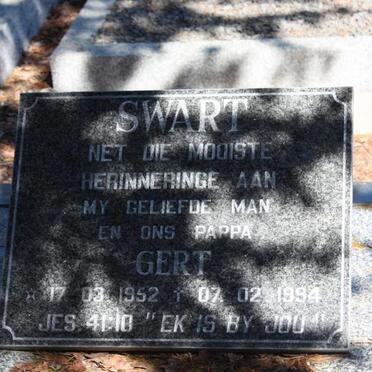 SWART
NET DIE MOOISTE
HERINNERINGE AAN
MY GELIEFDE MAN
EN ONS PAPPA
GERT
* 17.03.1952 † 07.02.1994
JES. 41:10 "EK IS BY JOU"